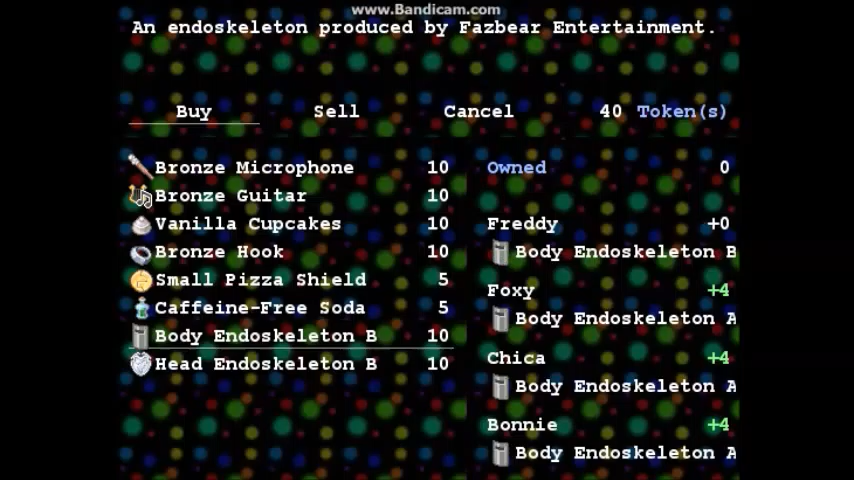 www.Bandicam.com
An endoskeleton produced by Fazbear Entertainment.
Buy Sell Cancel 40 Token(s)
Bronze Microphone 10
Bronze Guitar 10
Vanilla Cupcakes 10
Bronze Hook 10
Small Pizza Shield 5
Caffeine-Free Soda 5
Body Endoskeleton B 10
Head Endoskeleton B 10
Owned 0
Freddy +0
Body Endoskeleton B
Foxy +4
Body Endoskeleton A
Chica +4
Body Endoskeleton A
Bonnie +4
Body Endoskeleton A